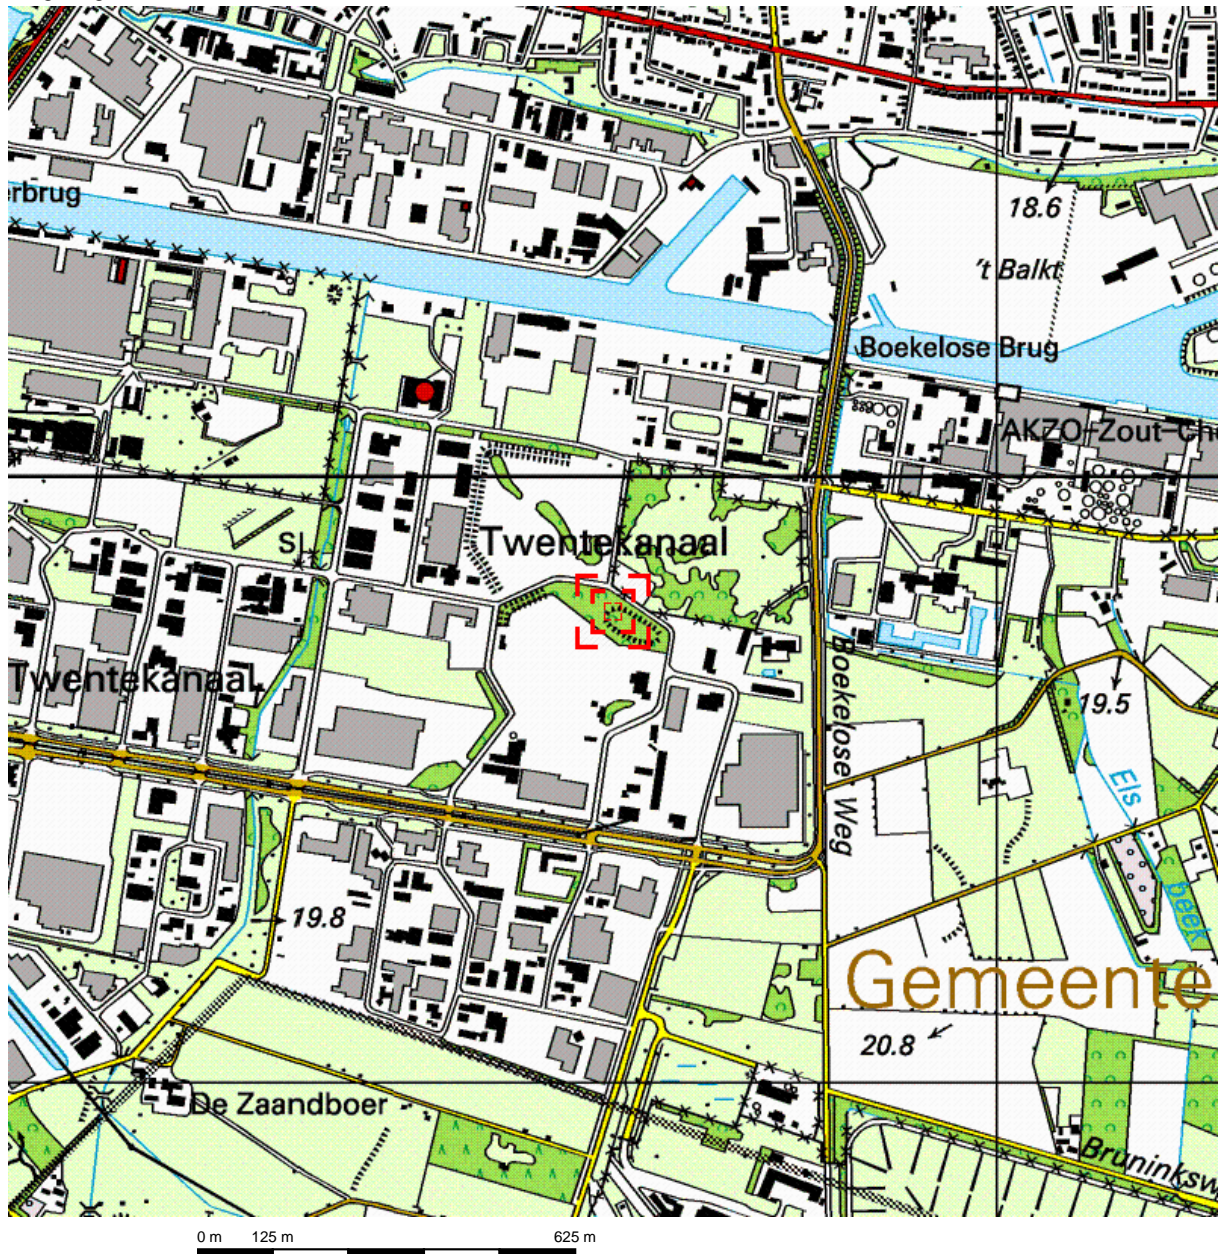 erbrug
18.6
't Balkt
Boekelose Brug
AKZO-Zout-Che
Twentekanaal
Sl
Twentekanaal
Boekelose Weg
19.5
Els
beek
19.8
Gemeente
20.8
De Zaandboer
Bruninksw
0 m
125 m
625 m